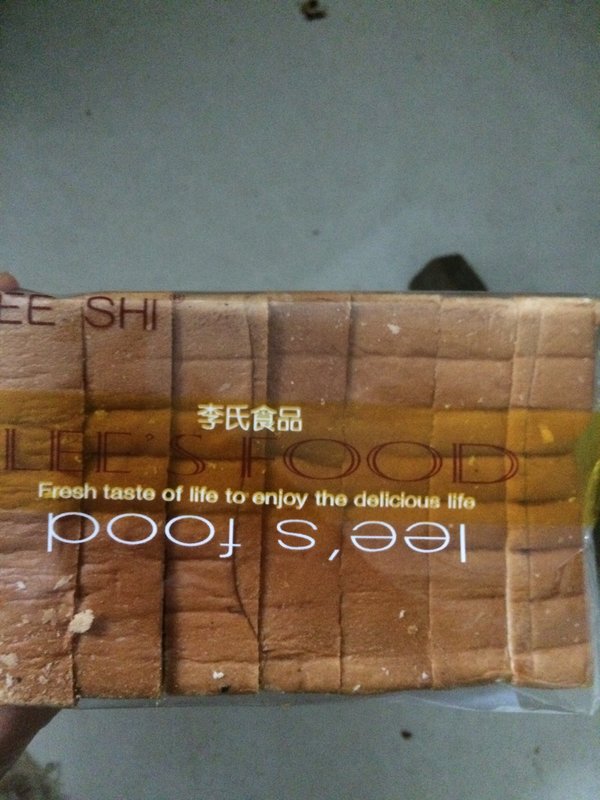 EE SHI®
李氏食品
LEE'S FOOD
Fresh taste of life to enjoy the delicious life
lee's food